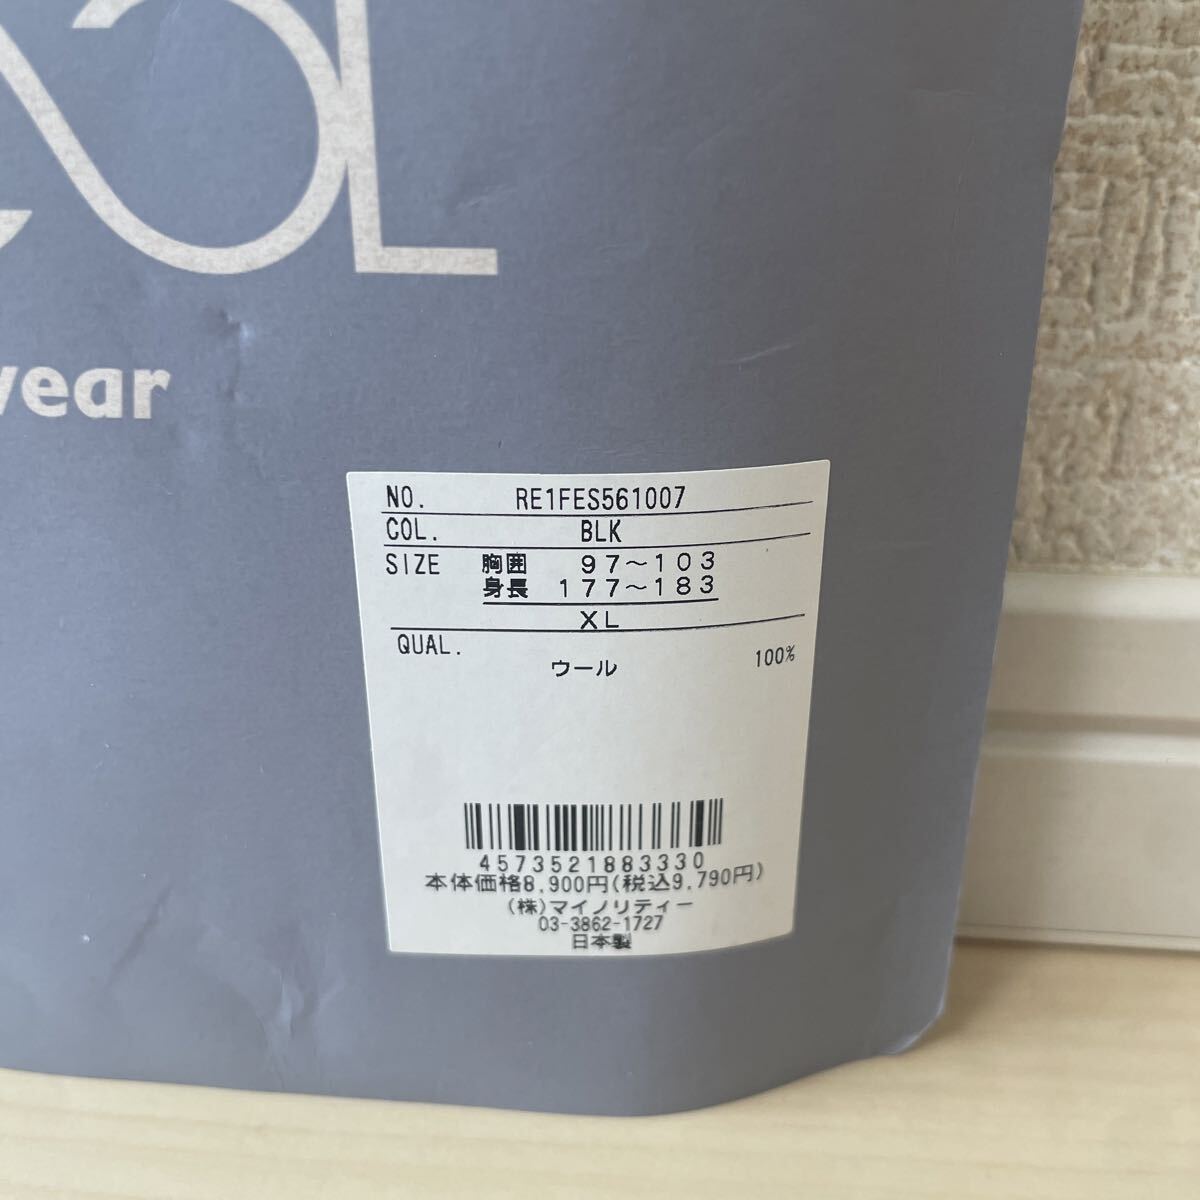 OL
wear
NO. RE1FES561007
COL. BLK
SIZE 胸囲 97～103
身長 177～183
XL
QUAL.
ウール 100%
4573521883330
本体価格8,900円(税込9,790円)
(株)マイノリティー
03-3862-1727
日本製